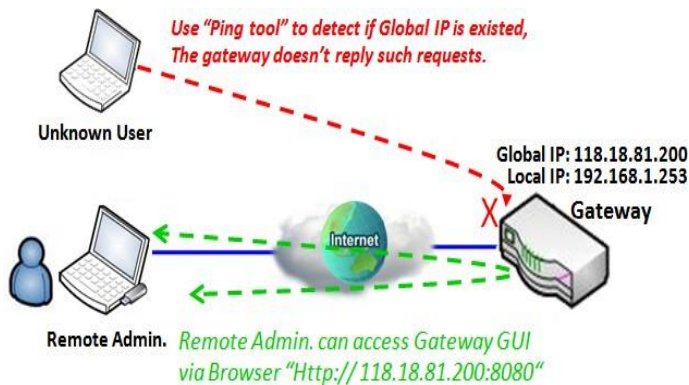 Use “Ping tool” to detect if Global IP is existed,
The gateway doesn’t reply such requests.
Unknown User
Global IP: 118.18.81.200
Local IP: 192.168.1.253
X
Gateway
Internet
Remote Admin.
Remote Admin. can access Gateway GUI
via Browser “Http:// 118.18.81.200:8080“